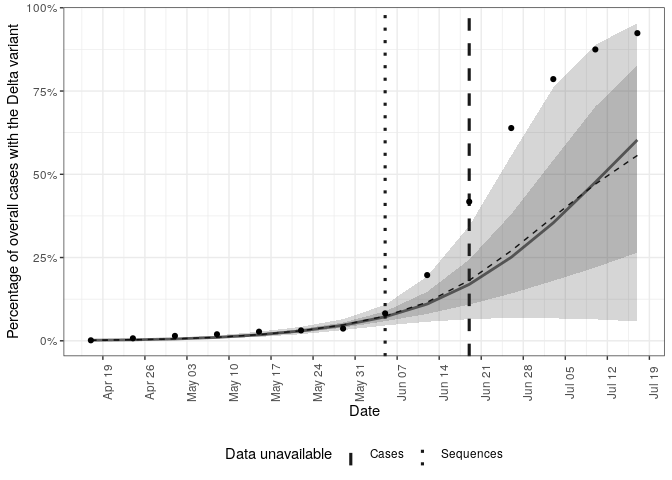 Percentage of overall cases with the Delta variant
100%
75%
50%
25%
0%
Apr 19
Apr 26
May 03
May 10
May 17
May 24
May 31
Jun 07
Jun 14
Jun 21
Jun 28
Jul 05
Jul 12
Jul 19
Date
Data unavailable Cases Sequences